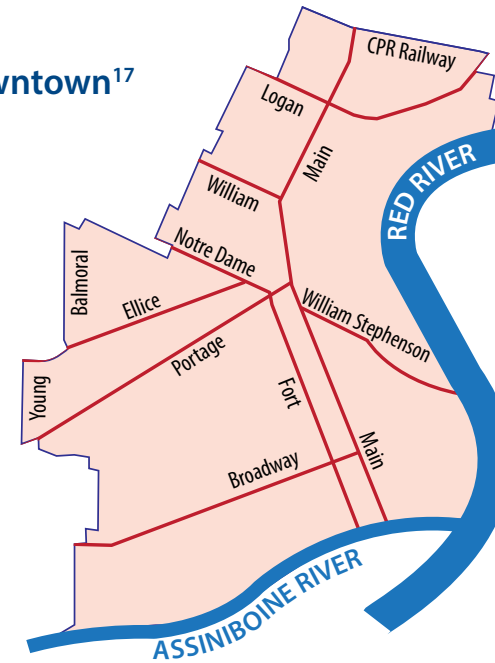 wntown17
CPR Railway
Logan
Main
William
RED RIVER
Notre Dame
Balmoral
Ellice
William Stephenson
Portage
Young
Fort
Main
Broadway
ASSINIBOINE RIVER